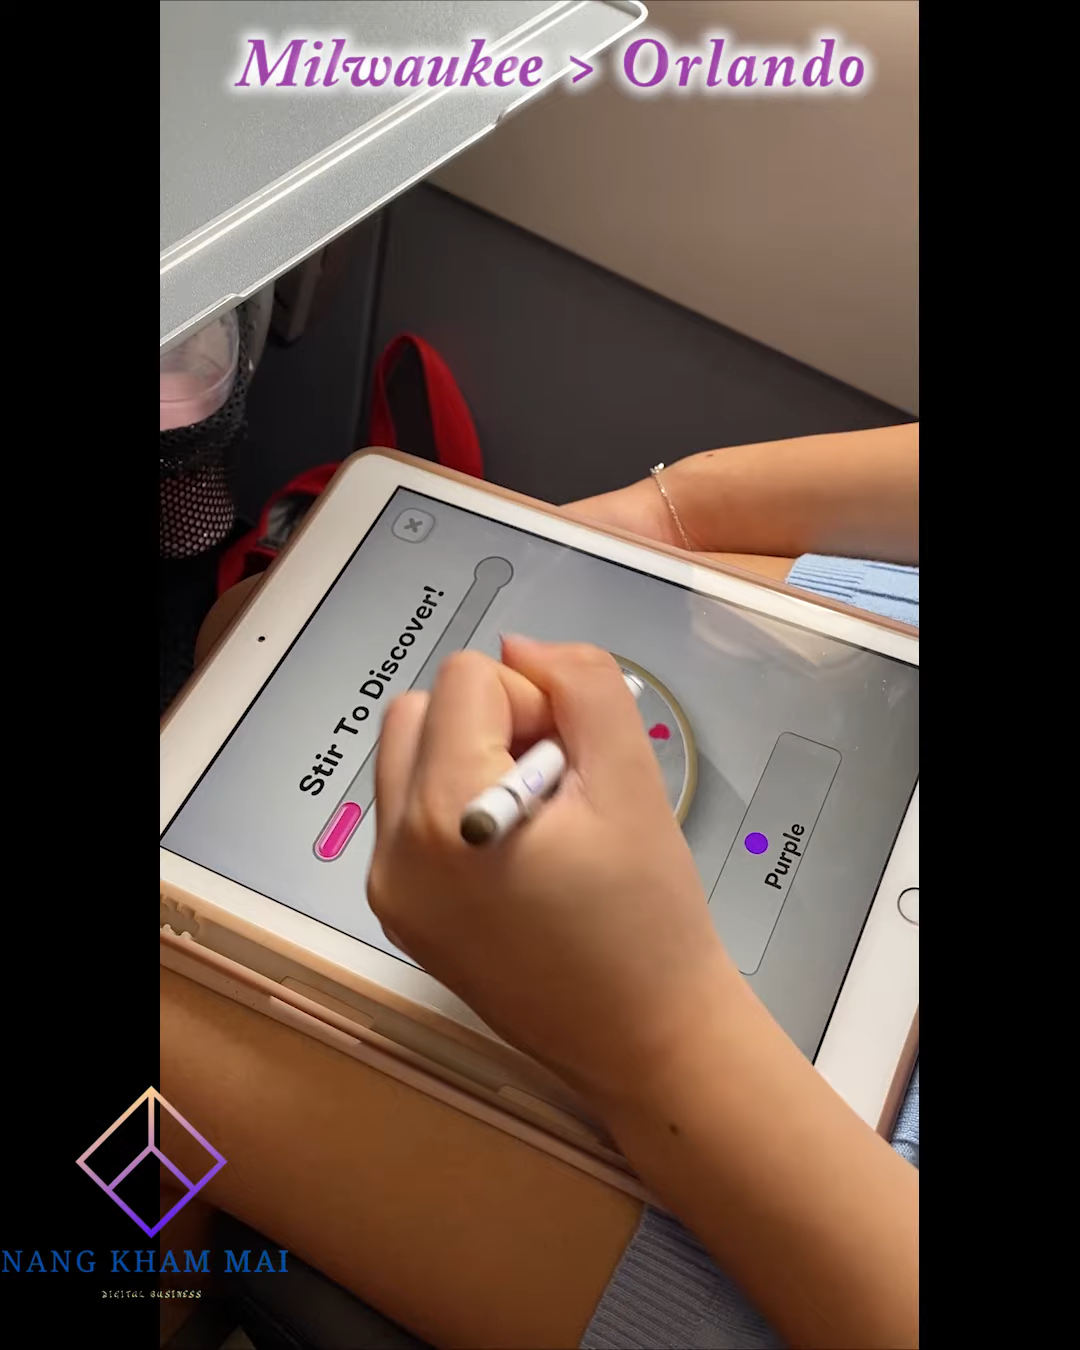 Milwaukee > Orlando
Stir To Discover!
Purple
NANG KHAM MAI
DIGITAL BUSINESS